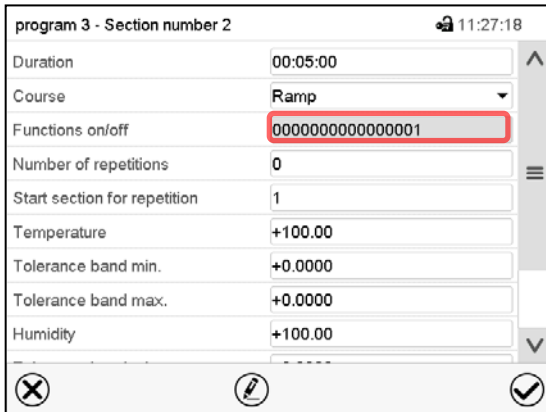 program 3 - Section number 2 11:27:18
Duration 00:05:00
Course Ramp
Functions on/off 0000000000000001
Number of repetitions 0
Start section for repetition 1
Temperature +100.00
Tolerance band min. +0.0000
Tolerance band max. +0.0000
Humidity +100.00